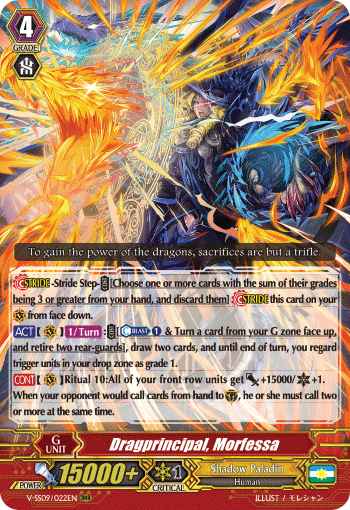 4
GRADE
To gain the power of the dragons, sacrifices are but a trifle.
STRIDE -Stride Step- [Choose one or more cards with the sum of their grades
being 3 or greater from your hand, and discard them] STRIDE this card on your
from face down.
ACT 1/Turn : [BLAST 1 & Turn a card from your G zone face up,
and retire two rear-guards], draw two cards, and until end of turn, you regard
trigger units in your drop zone as grade 1.
CONT Ritual 10:All of your front row units get +15000/ +1.
When your opponent would call cards from hand to , he or she must call two
or more at the same time.
G UNIT
Dragprincipal, Morfessa
POWER
15000+
1
CRITICAL
Shadow Paladin
Human
V-SS09/022EN RRR
ILLUST / モレシャン